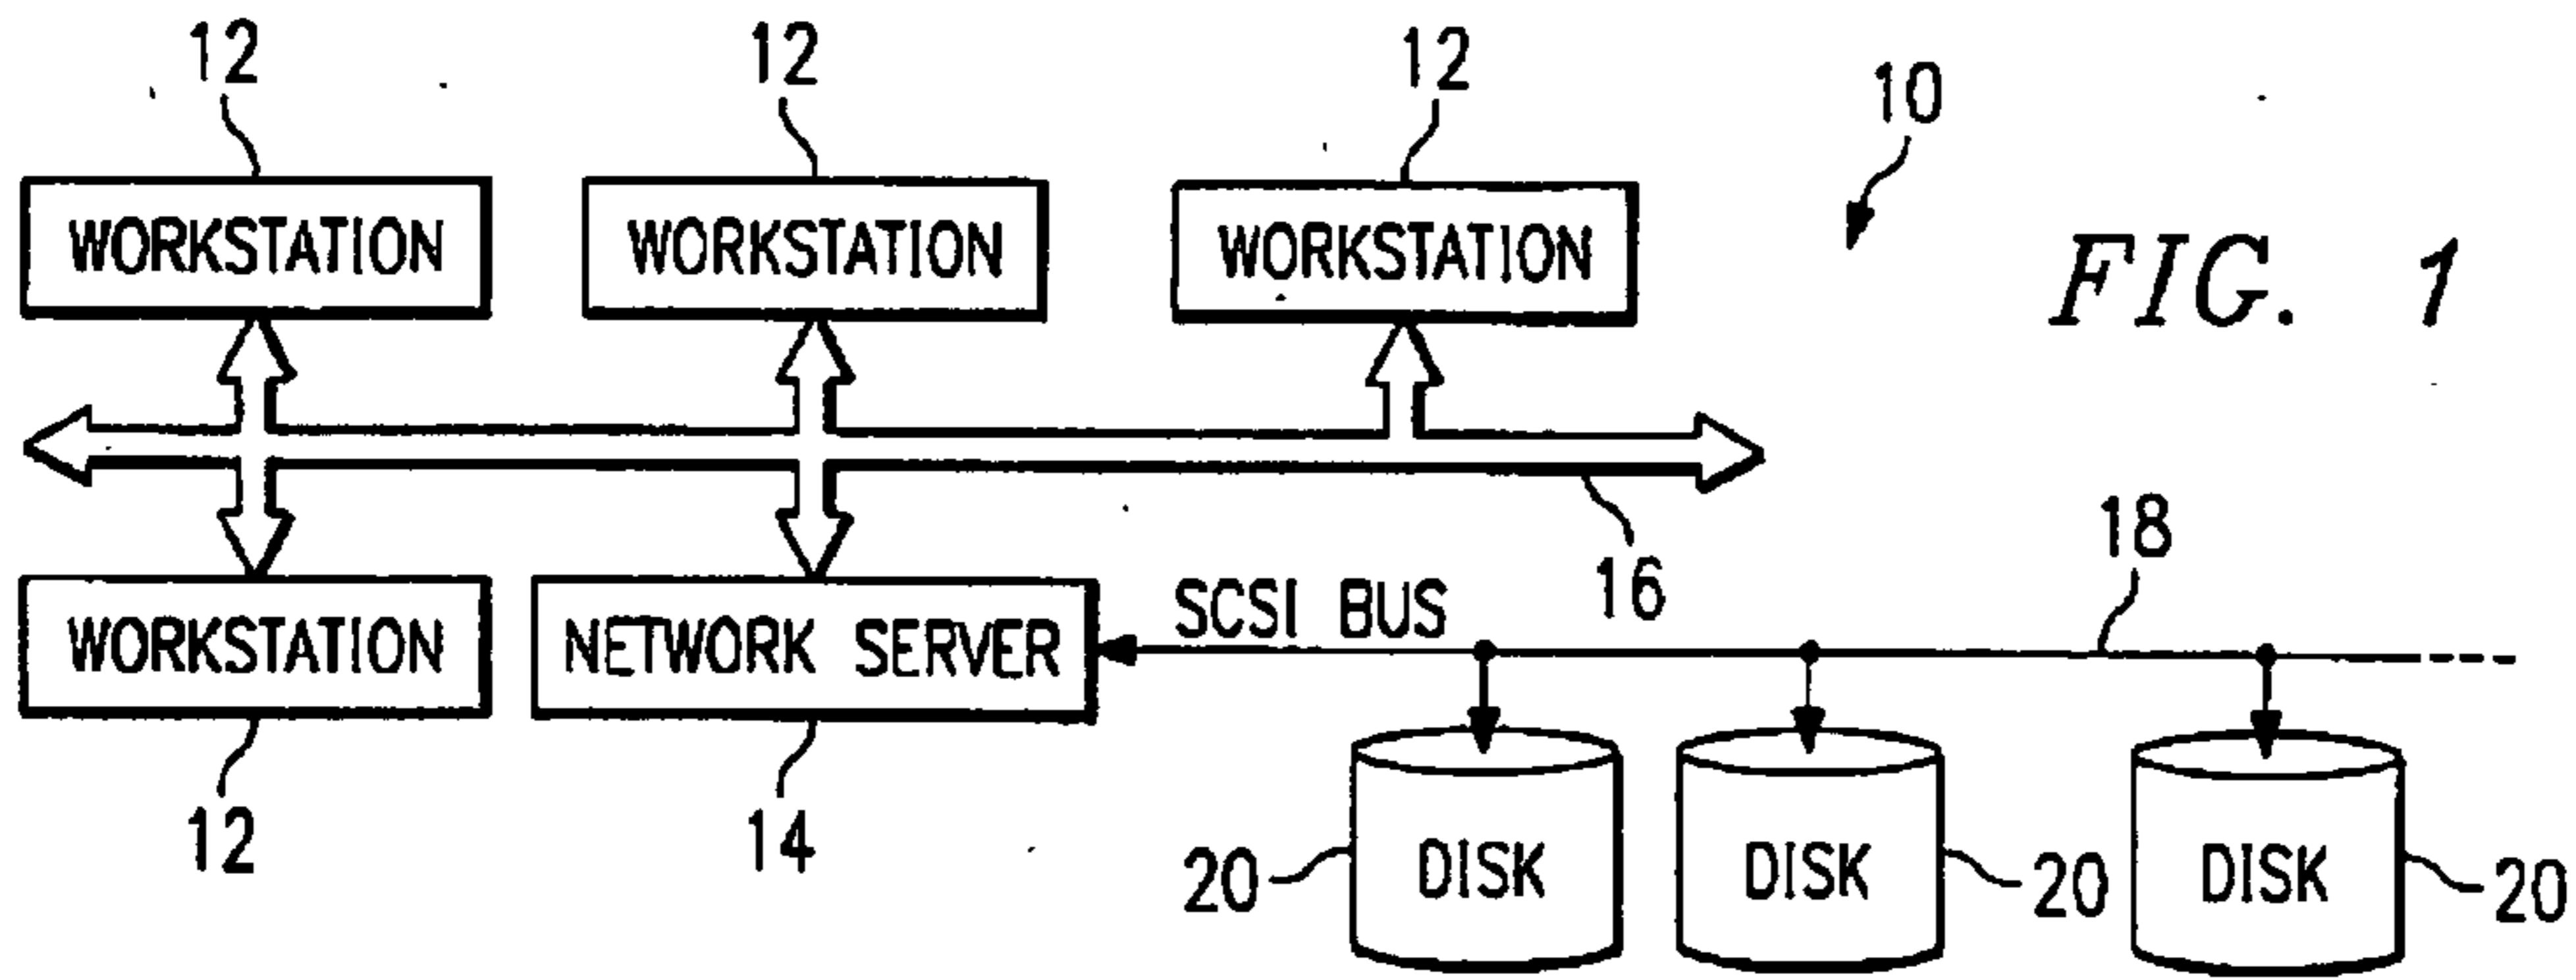 12
12
12
10
WORKSTATION
WORKSTATION
WORKSTATION
FIG. 1
16
18
SCSI BUS
WORKSTATION
NETWORK SERVER
12
14
20
DISK
DISK
20
DISK
20